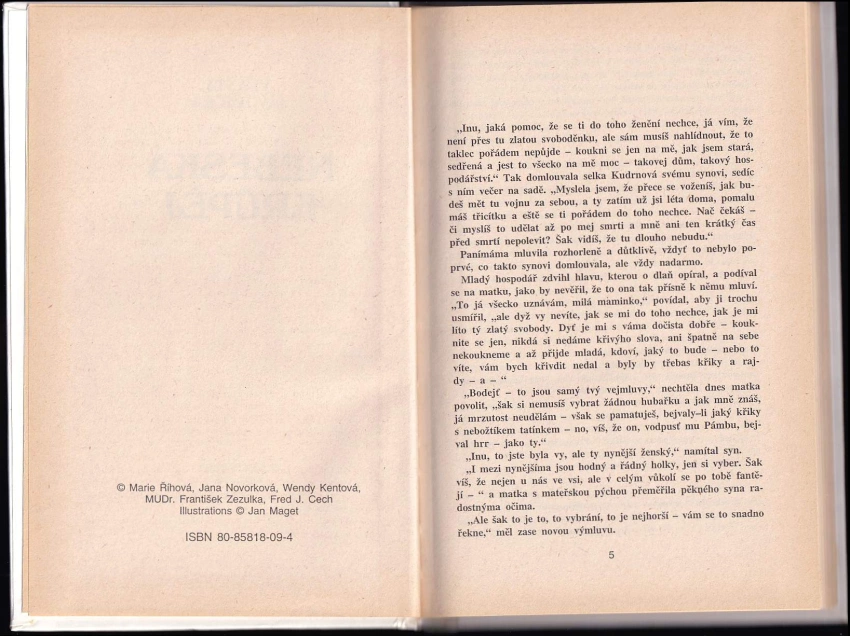 © Marie Říhová, Jana Novorková, Wendy Kentová,
MUDr. František Zezulka, Fred J. Cech
Illustrations © Jan Maget
ISBN 80-85818-09-4
„Inu, jaká pomoc, že se ti do toho ženění nechce, já vím, že
není přes tu zlatou svoboděnku, ale sám musíš nahlídnout, že to
taklec pořádem nepůjde – koukni se jen na mě, jak jsem stará,
sedřená a jest to všecko na mě moc – takovej dům, takový hos-
podářství.“ Tak domlouvala selka Kudrnová svému synovi, sedíc
s ním večer na sadě. „Myslela jsem, že přece se voženíš, jak bu-
deš mět tu vojnu za sebou, a ty zatím už jsi léta doma, pomalu
máš třicítku a eště se ti pořádem do toho nechce. Nač čekáš –
či myslíš to udělat až po mej smrti a mně ani ten krátký čas
před smrtí nepolevit? Šak vidíš, že tu dlouho nebudu.“
Panímáma mluvila rozhorleně a důtklivě, vždyť to nebylo po-
prvé, co takto synovi domlouvala, ale vždy nadarmo.
Mladý hospodář zdvihl hlavu, kterou o dlaň opíral, a podíval
se na matku, jako by nevěřil, že to ona tak přísně k němu mluví.
„To já všecko uznávám, milá maminko,“ povídal, aby ji trochu
usmířil, „ale dyž vy nevíte, jak se mi do toho nechce, jak je mi
líto tý zlatý svobody. Dyť je mi s váma dočista dobře – kouk-
nite se jen, nikdá si nedáme křivýho slova, ani špatně na sebe
nekoukneme a až přijde mladá, kdoví, jaký to bude – nebo to
víte, vám bych křivdit nedal a byly by třebas křiky a raj-
dy – a – “
„Bodejť – to jsou samý tvý vejmluvy,“ nechtěla dnes matka
povolit, „šak si nemusíš vybrat žádnou hubařku a jak mně znáš,
já mrzutost neudělám – však se pamatuješ, bejvaly-li jaký křiky
s nebožtíkem tatínkem – no, víš, že on, vodpusť mu Pámbu, bej-
val hrr – jako ty.“
„Inu, to jste byla vy, ale ty nynější ženský,“ namítal syn.
„I mezi nynějšíma jsou hodný a řádný holky, jen si vyber. Šak
víš, že nejen u nás ve vsi, ale v celým vůkolí se po tobě fantě-
jí – “ a matka s mateřskou pýchou přeměřila pěkného syna ra-
dostnýma očima.
„Ale šak to je to, to vybrání, to je nejhorší – vám se to snadno
řekne,“ měl zase novou výmluvu.
5